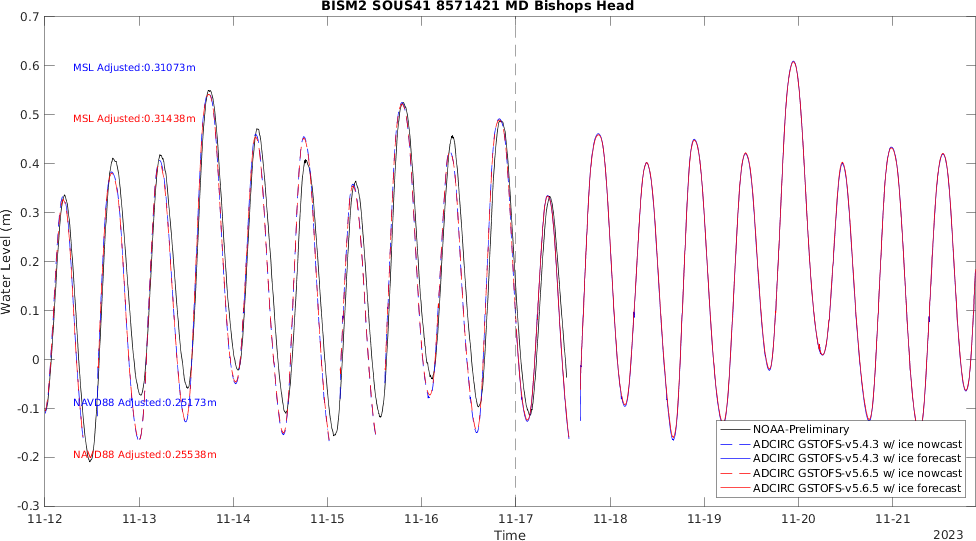 BISM2 SOUS41 8571421 MD Bishops Head
0.7
0.6
0.5
0.4
0.3
0.2
0.1
0
-0.1
-0.2
-0.3
Water Level (m)
MSL Adjusted:0.31073m
MSL Adjusted:0.31438m
NAVD88 Adjusted:0.25173m
NAVD88 Adjusted:0.25538m
NOAA-Preliminary
ADCIRC GSTOFS-v5.4.3 w/ ice nowcast
ADCIRC GSTOFS-v5.4.3 w/ ice forecast
ADCIRC GSTOFS-v5.6.5 w/ ice nowcast
ADCIRC GSTOFS-v5.6.5 w/ ice forecast
11-12 11-13 11-14 11-15 11-16 11-17 11-18 11-19 11-20 11-21
Time
2023